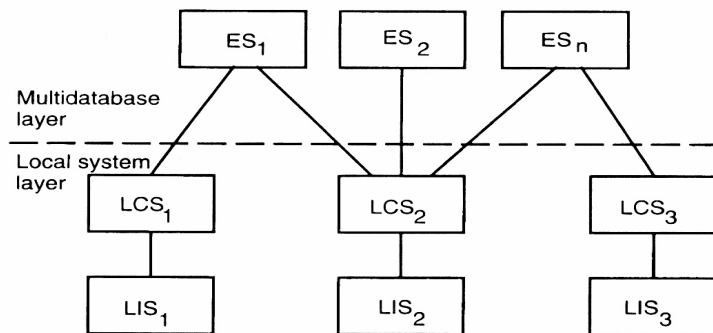 ES1
ES2
ESn
Multidatabase
layer
Local system
layer
LCS1
LCS2
LCS3
LIS1
LIS2
LIS3